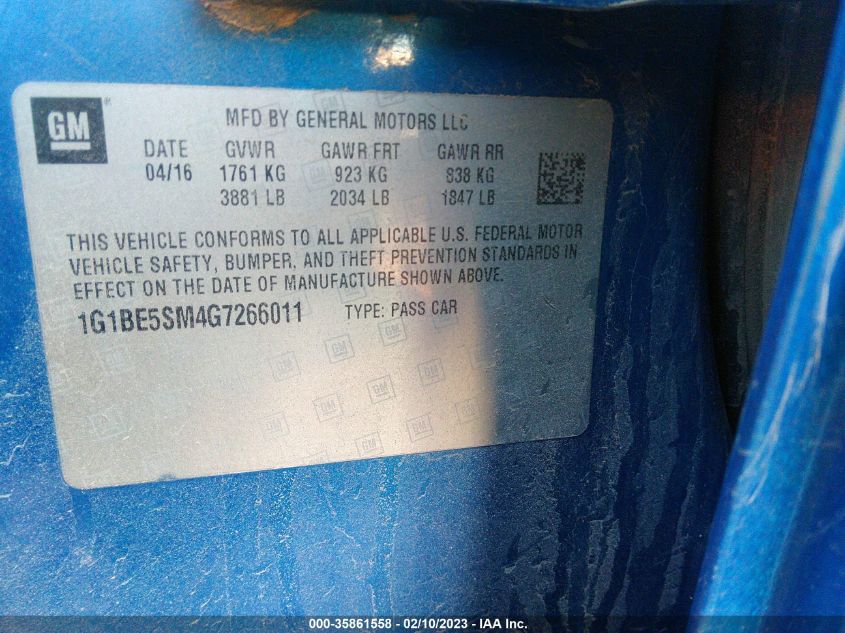 GM ®
MFD BY GENERAL MOTORS LLC
DATE GVWR GAWR FRT GAWR RR
04/16 1761 KG 923 KG 838 KG
3881 LB 2034 LB 1847 LB
THIS VEHICLE CONFORMS TO ALL APPLICABLE U.S. FEDERAL MOTOR
VEHICLE SAFETY, BUMPER, AND THEFT PREVENTION STANDARDS IN
EFFECT ON THE DATE OF MANUFACTURE SHOWN ABOVE.
1G1BE5SM4G7266011 TYPE: PASS CAR
000-35861558 - 02/10/2023 - IAA Inc.